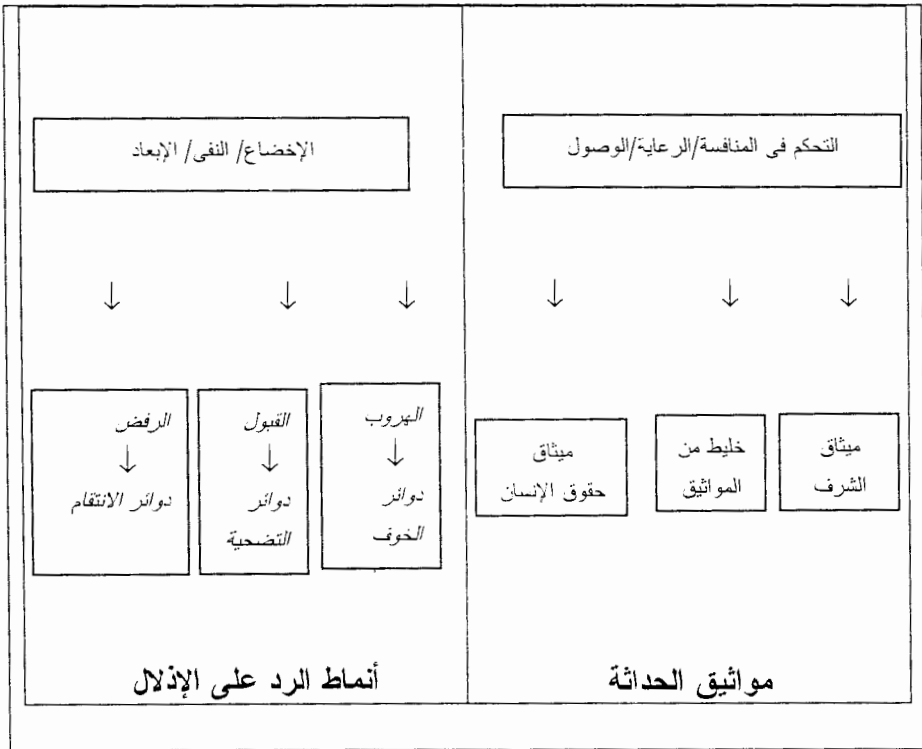 التحكم فى المنافسة/الرعاية/الوصول
↓
↓
↓
ميثاق
الشرف
خليط من
المواثيق
ميثاق
حقوق الإنسان
مواثيق الحداثة
الإخضاع/ النفى/ الإبعاد
↓
↓
↓
الهروب
↓
دوائر
الخوف
القبول
↓
دوائر
التضحية
الرفض
↓
دوائر الانتقام
أنماط الرد على الإذلال